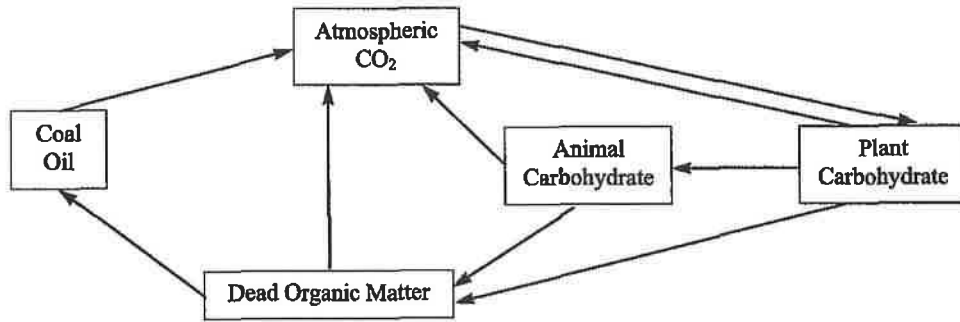 Atmospheric
CO₂
Coal
Oil
Animal
Carbohydrate
Plant
Carbohydrate
Dead Organic Matter